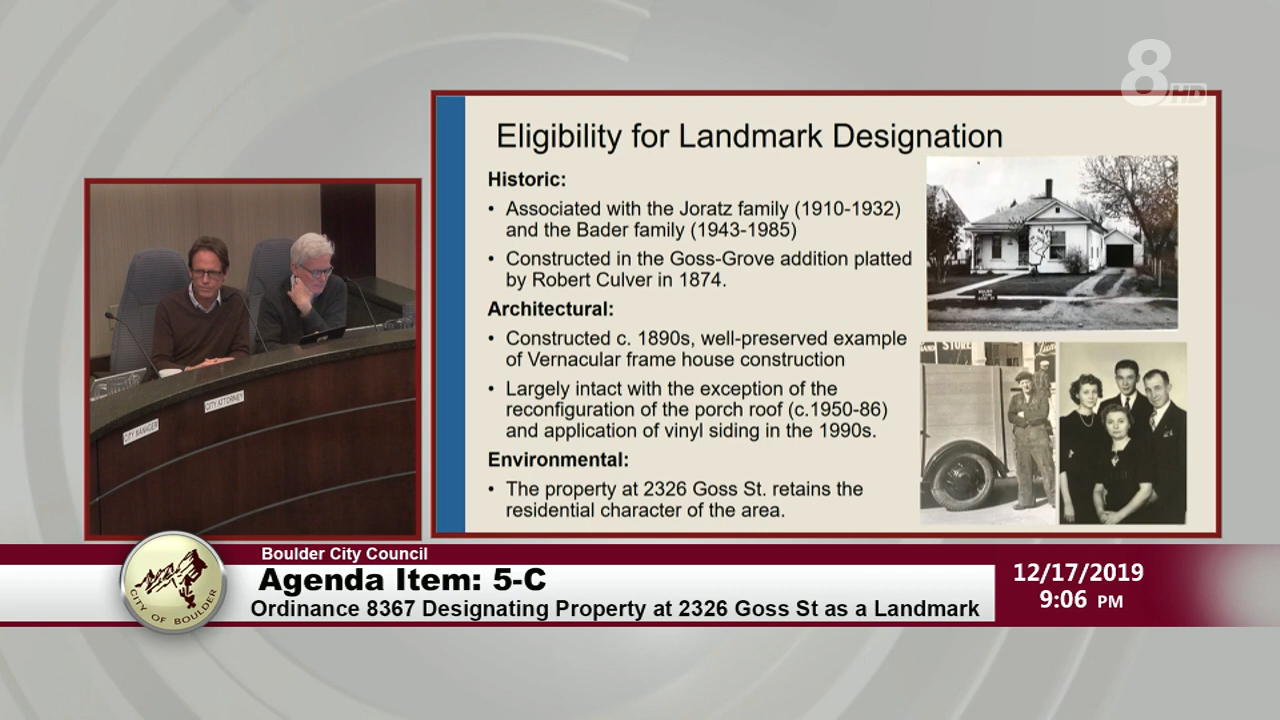 8HD
Eligibility for Landmark Designation
Historic:
• Associated with the Joratz family (1910-1932)
and the Bader family (1943-1985)
• Constructed in the Goss-Grove addition platted
by Robert Culver in 1874.
Architectural:
• Constructed c. 1890s, well-preserved example
of Vernacular frame house construction
• Largely intact with the exception of the
reconfiguration of the porch roof (c.1950-86)
and application of vinyl siding in the 1990s.
Environmental:
• The property at 2326 Goss St. retains the
residential character of the area.
STORE
CITY MANAGER
CITY ATTORNEY
CITY OF BOULDER
Boulder City Council
Agenda Item: 5-C
Ordinance 8367 Designating Property at 2326 Goss St as a Landmark
12/17/2019
9:06 PM